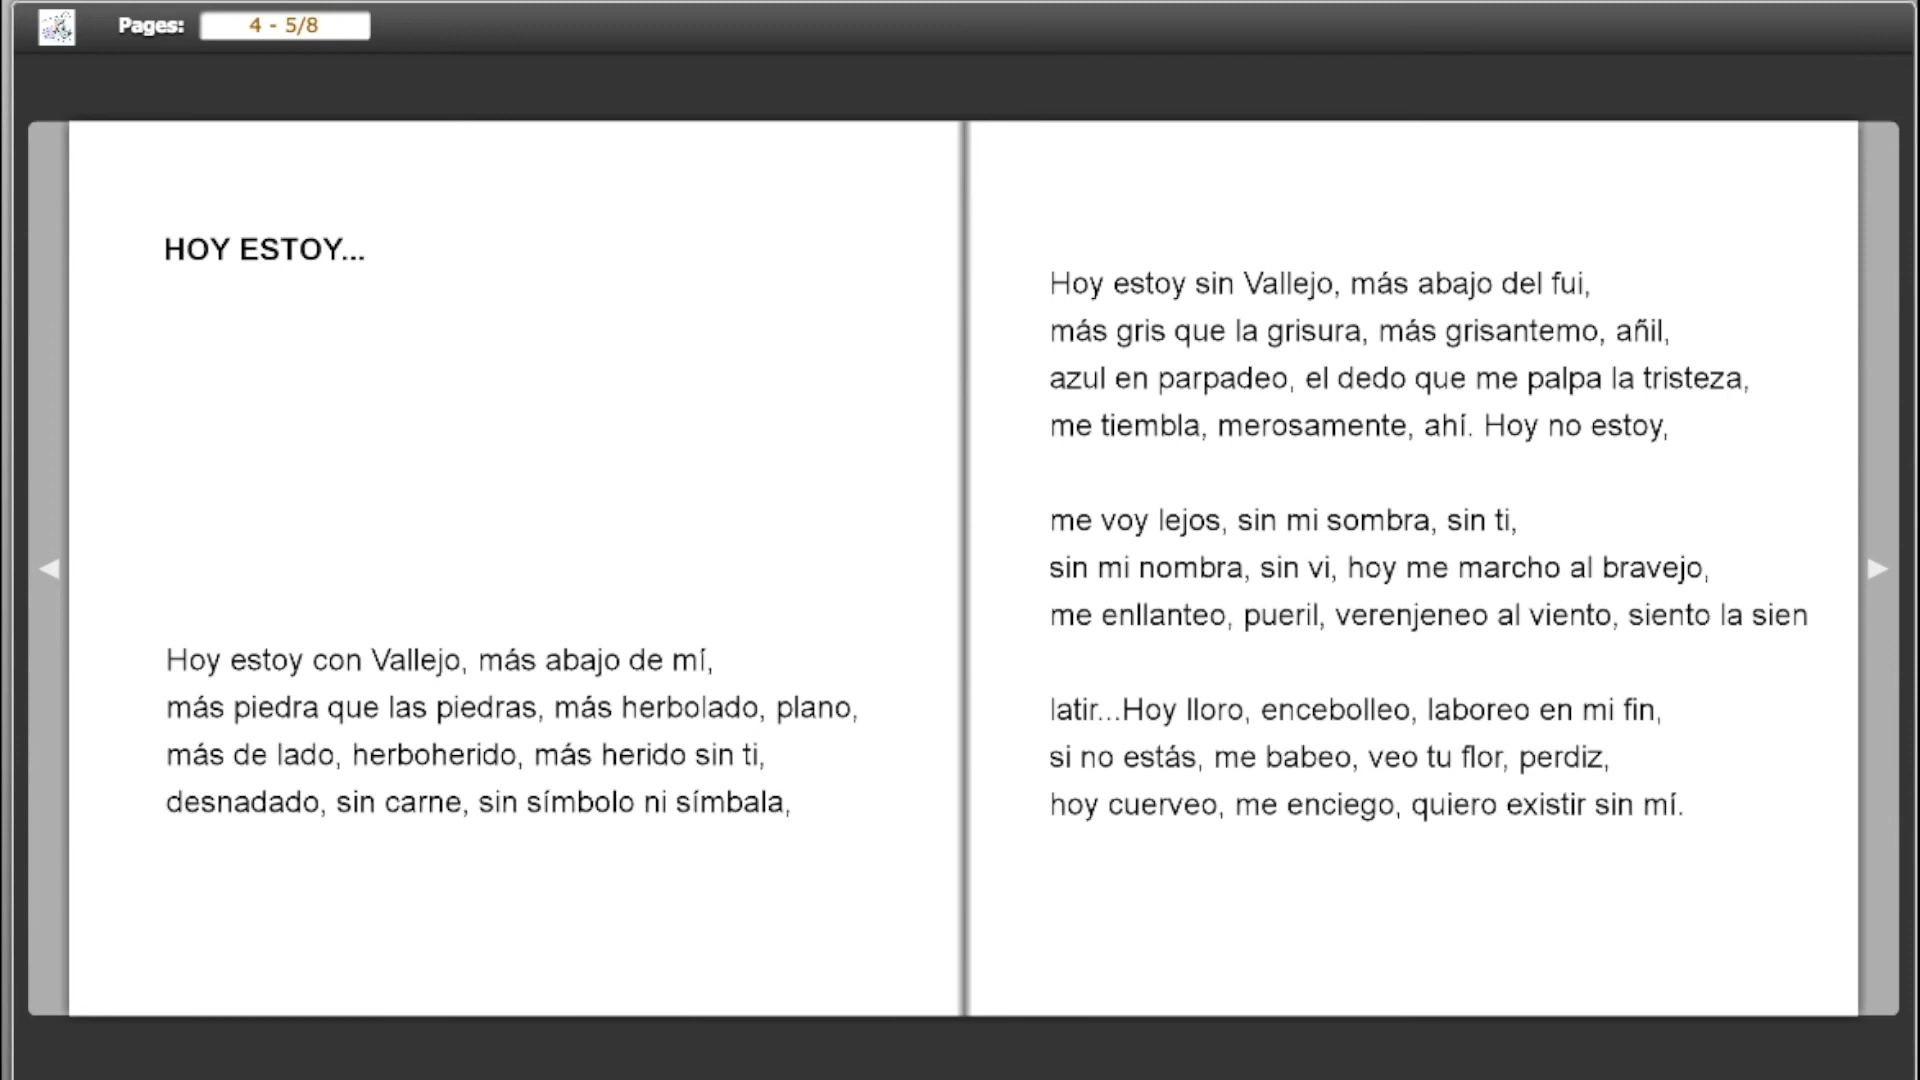 Pages: 4 - 5/8
HOY ESTOY...
Hoy estoy con Vallejo, más abajo de mí,
más piedra que las piedras, más herbolado, plano,
más de lado, herboherido, más herido sin ti,
desnadado, sin carne, sin símbolo ni símbala,
Hoy estoy sin Vallejo, más abajo del fui,
más gris que la grisura, más grisantemo, añil,
azul en parpadeo, el dedo que me palpa la tristeza,
me tiembla, merosamente, ahí. Hoy no estoy,
me voy lejos, sin mi sombra, sin ti,
sin mi nombra, sin vi, hoy me marcho al bravejo,
me enllanteo, pueril, verenjeneo al viento, siento la sien
latir...Hoy lloro, encebolleo, laboreo en mi fin,
si no estás, me babeo, veo tu flor, perdiz,
hoy cuerveo, me enciego, quiero existir sin mí.